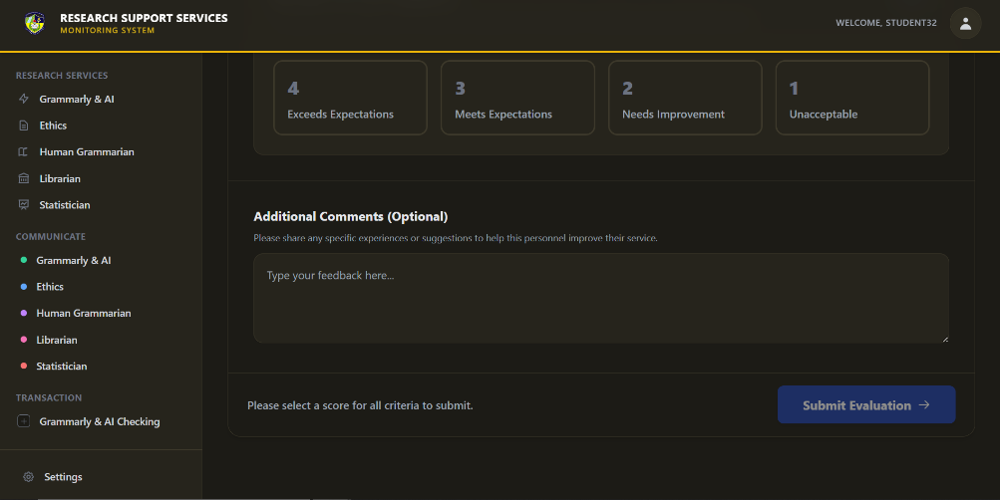 RESEARCH SUPPORT SERVICES
MONITORING SYSTEM
WELCOME, STUDENT32
RESEARCH SERVICES
Grammarly & AI
Ethics
Human Grammarian
Librarian
Statistician
COMMUNICATE
Grammarly & AI
Ethics
Human Grammarian
Librarian
Statistician
TRANSACTION
Grammarly & AI Checking
Settings
4
Exceeds Expectations
3
Meets Expectations
2
Needs Improvement
1
Unacceptable
Additional Comments (Optional)
Please share any specific experiences or suggestions to help this personnel improve their service.
Type your feedback here...
Please select a score for all criteria to submit.
Submit Evaluation →